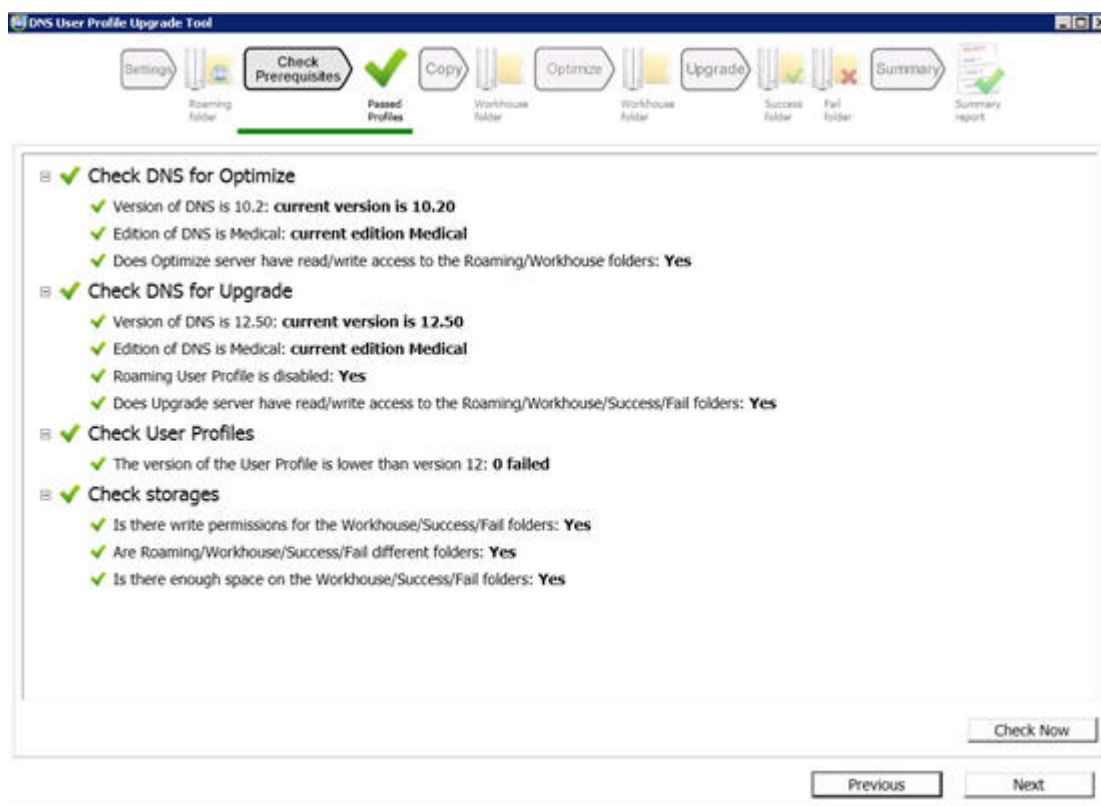 DNS User Profile Upgrade Tool
Settings
Check Prerequisites
Copy
Optimize
Upgrade
Summary
Roaming folder
Passed Profiles
Workhouse folder
Workhouse folder
Success folder
Fail folder
Summary report
Check DNS for Optimize
Version of DNS is 10.2: current version is 10.20
Edition of DNS is Medical: current edition Medical
Does Optimize server have read/write access to the Roaming/Workhouse folders: Yes
Check DNS for Upgrade
Version of DNS is 12.50: current version is 12.50
Edition of DNS is Medical: current edition Medical
Roaming User Profile is disabled: Yes
Does Upgrade server have read/write access to the Roaming/Workhouse/Success/Fail folders: Yes
Check User Profiles
The version of the User Profile is lower than version 12: 0 failed
Check storages
Is there write permissions for the Workhouse/Success/Fail folders: Yes
Are Roaming/Workhouse/Success/Fail different folders: Yes
Is there enough space on the Workhouse/Success/Fail folders: Yes
Check Now
Previous
Next